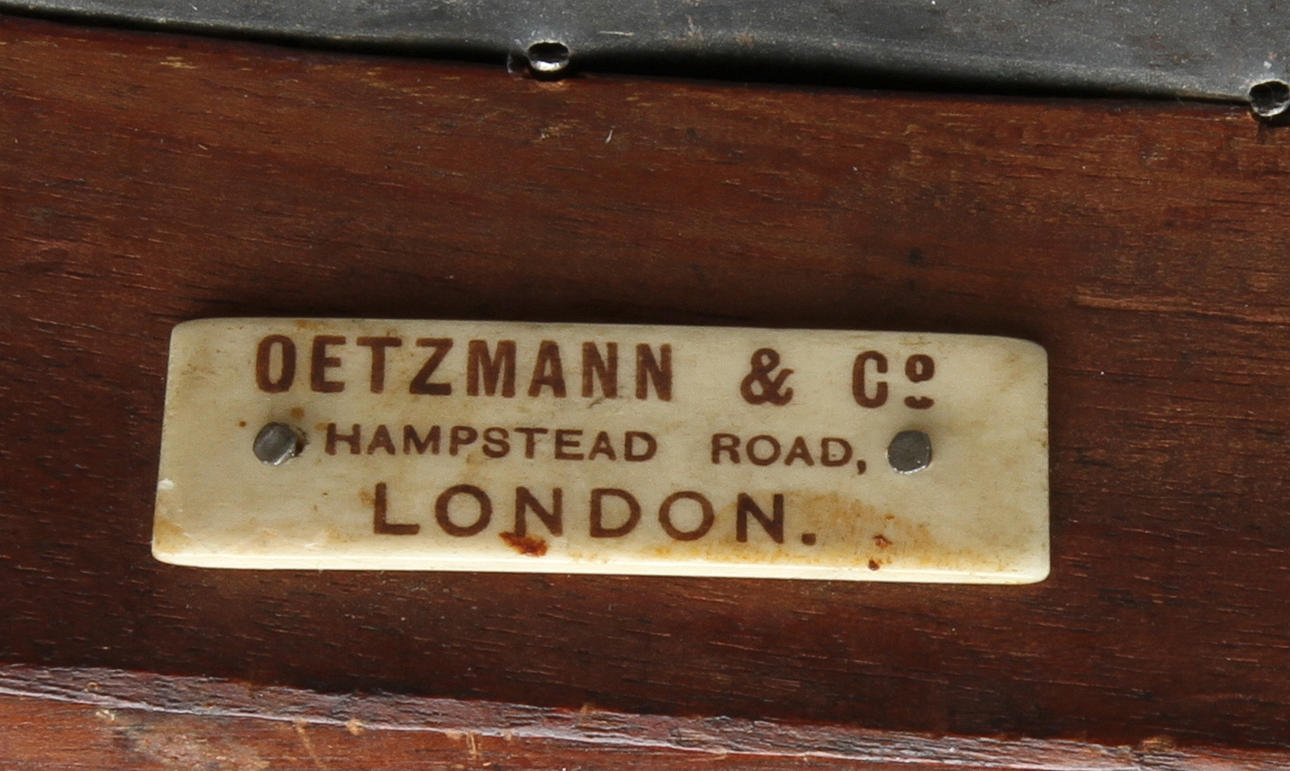 OETZMANN & Cº
HAMPSTEAD ROAD,
LONDON.